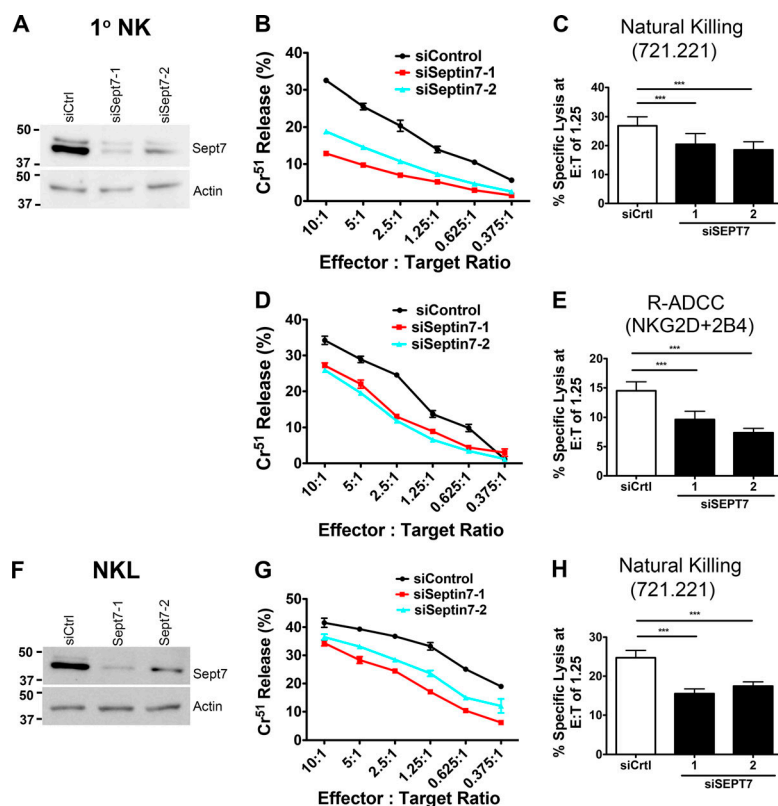 A
1° NK
siCtrl
siSept7-1
siSept7-2
50
37
Sept7
50
37
Actin
B
siControl
siSeptin7-1
siSeptin7-2
Cr51 Release (%)
40
30
20
10
0
10:1
5:1
2.5:1
1.25:1
0.625:1
0.375:1
Effector : Target Ratio
C
Natural Killing
(721.221)
% Specific Lysis at
E:T of 1.25
40
30
20
10
0
***
***
siCrtl
1
2
siSEPT7
D
siControl
siSeptin7-1
siSeptin7-2
Cr51 Release (%)
40
30
20
10
0
10:1
5:1
2.5:1
1.25:1
0.625:1
0.375:1
Effector : Target Ratio
E
R-ADCC
(NKG2D+2B4)
% Specific Lysis at
E:T of 1.25
20
15
10
5
0
***
***
siCrtl
1
2
siSEPT7
F
NKL
siCtrl
Sept7-1
Sept7-2
50
37
Sept7
50
37
Actin
G
siControl
siSeptin7-1
siSeptin7-2
Cr51 Release (%)
50
40
30
20
10
0
10:1
5:1
2.5:1
1.25:1
0.625:1
0.375:1
Effector : Target Ratio
H
Natural Killing
(721.221)
% Specific Lysis at
E:T of 1.25
30
20
10
0
***
***
siCrtl
1
2
siSEPT7